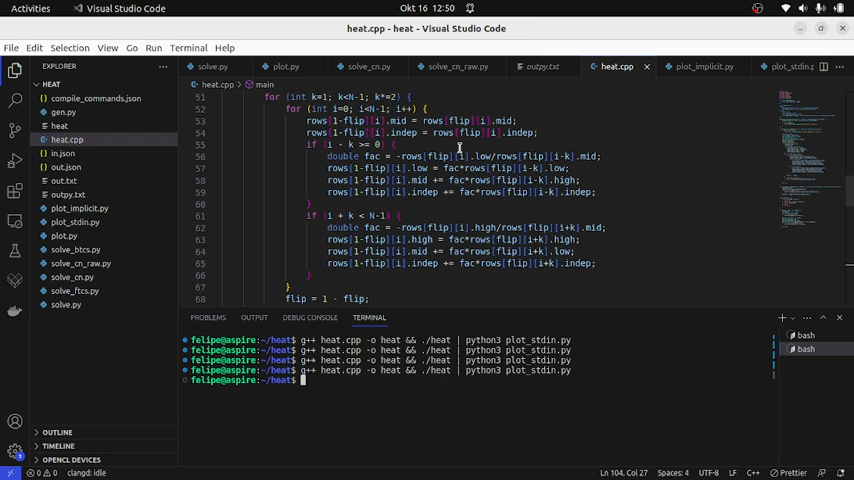 Activities
Visual Studio Code
Okt 16 12:50
heat.cpp - heat - Visual Studio Code
File Edit Selection View Go Run Terminal Help
EXPLORER
HEAT
compile_commands.json
gen.py
heat
heat.cpp
in.json
out.json
out.txt
outpy.txt
plot_implicit.py
plot_stdin.py
plot.py
solve_btcs.py
solve_cn_raw.py
solve_cn.py
solve_ftcs.py
solve.py
OUTLINE
TIMELINE
OPENCL DEVICES
solve.py plot.py solve_cn.py solve_cn_raw.py outpy.txt heat.cpp plot_implicit.py plot_stdin.p
heat.cpp > main
51 for (int k=1; k<N-1; k*=2) {
52 for (int i=0; i<N-1; i++) {
53 rows[1-flip][i].mid = rows[flip][i].mid;
54 rows[1-flip][i].indep = rows[flip][i].indep;
55 if (i - k >= 0) {
56 double fac = -rows[flip][i].low/rows[flip][i-k].mid;
57 rows[1-flip][i].low = fac*rows[flip][i-k].low;
58 rows[1-flip][i].mid += fac*rows[flip][i-k].high;
59 rows[1-flip][i].indep += fac*rows[flip][i-k].indep;
60 }
61 if (i + k < N-1) {
62 double fac = -rows[flip][i].high/rows[flip][i+k].mid;
63 rows[1-flip][i].high = fac*rows[flip][i+k].high;
64 rows[1-flip][i].mid += fac*rows[flip][i+k].low;
65 rows[1-flip][i].indep += fac*rows[flip][i+k].indep;
66 }
67 }
68 flip = 1 - flip;
PROBLEMS OUTPUT DEBUG CONSOLE TERMINAL
felipe@aspire:~/heat$ g++ heat.cpp -o heat && ./heat | python3 plot_stdin.py
felipe@aspire:~/heat$ g++ heat.cpp -o heat && ./heat | python3 plot_stdin.py
felipe@aspire:~/heat$ g++ heat.cpp -o heat && ./heat | python3 plot_stdin.py
felipe@aspire:~/heat$ g++ heat.cpp -o heat && ./heat | python3 plot_stdin.py
felipe@aspire:~/heat$
bash
bash
0 0 clangd: idle
Ln 104, Col 27 Spaces: 4 UTF-8 LF C++ Prettier